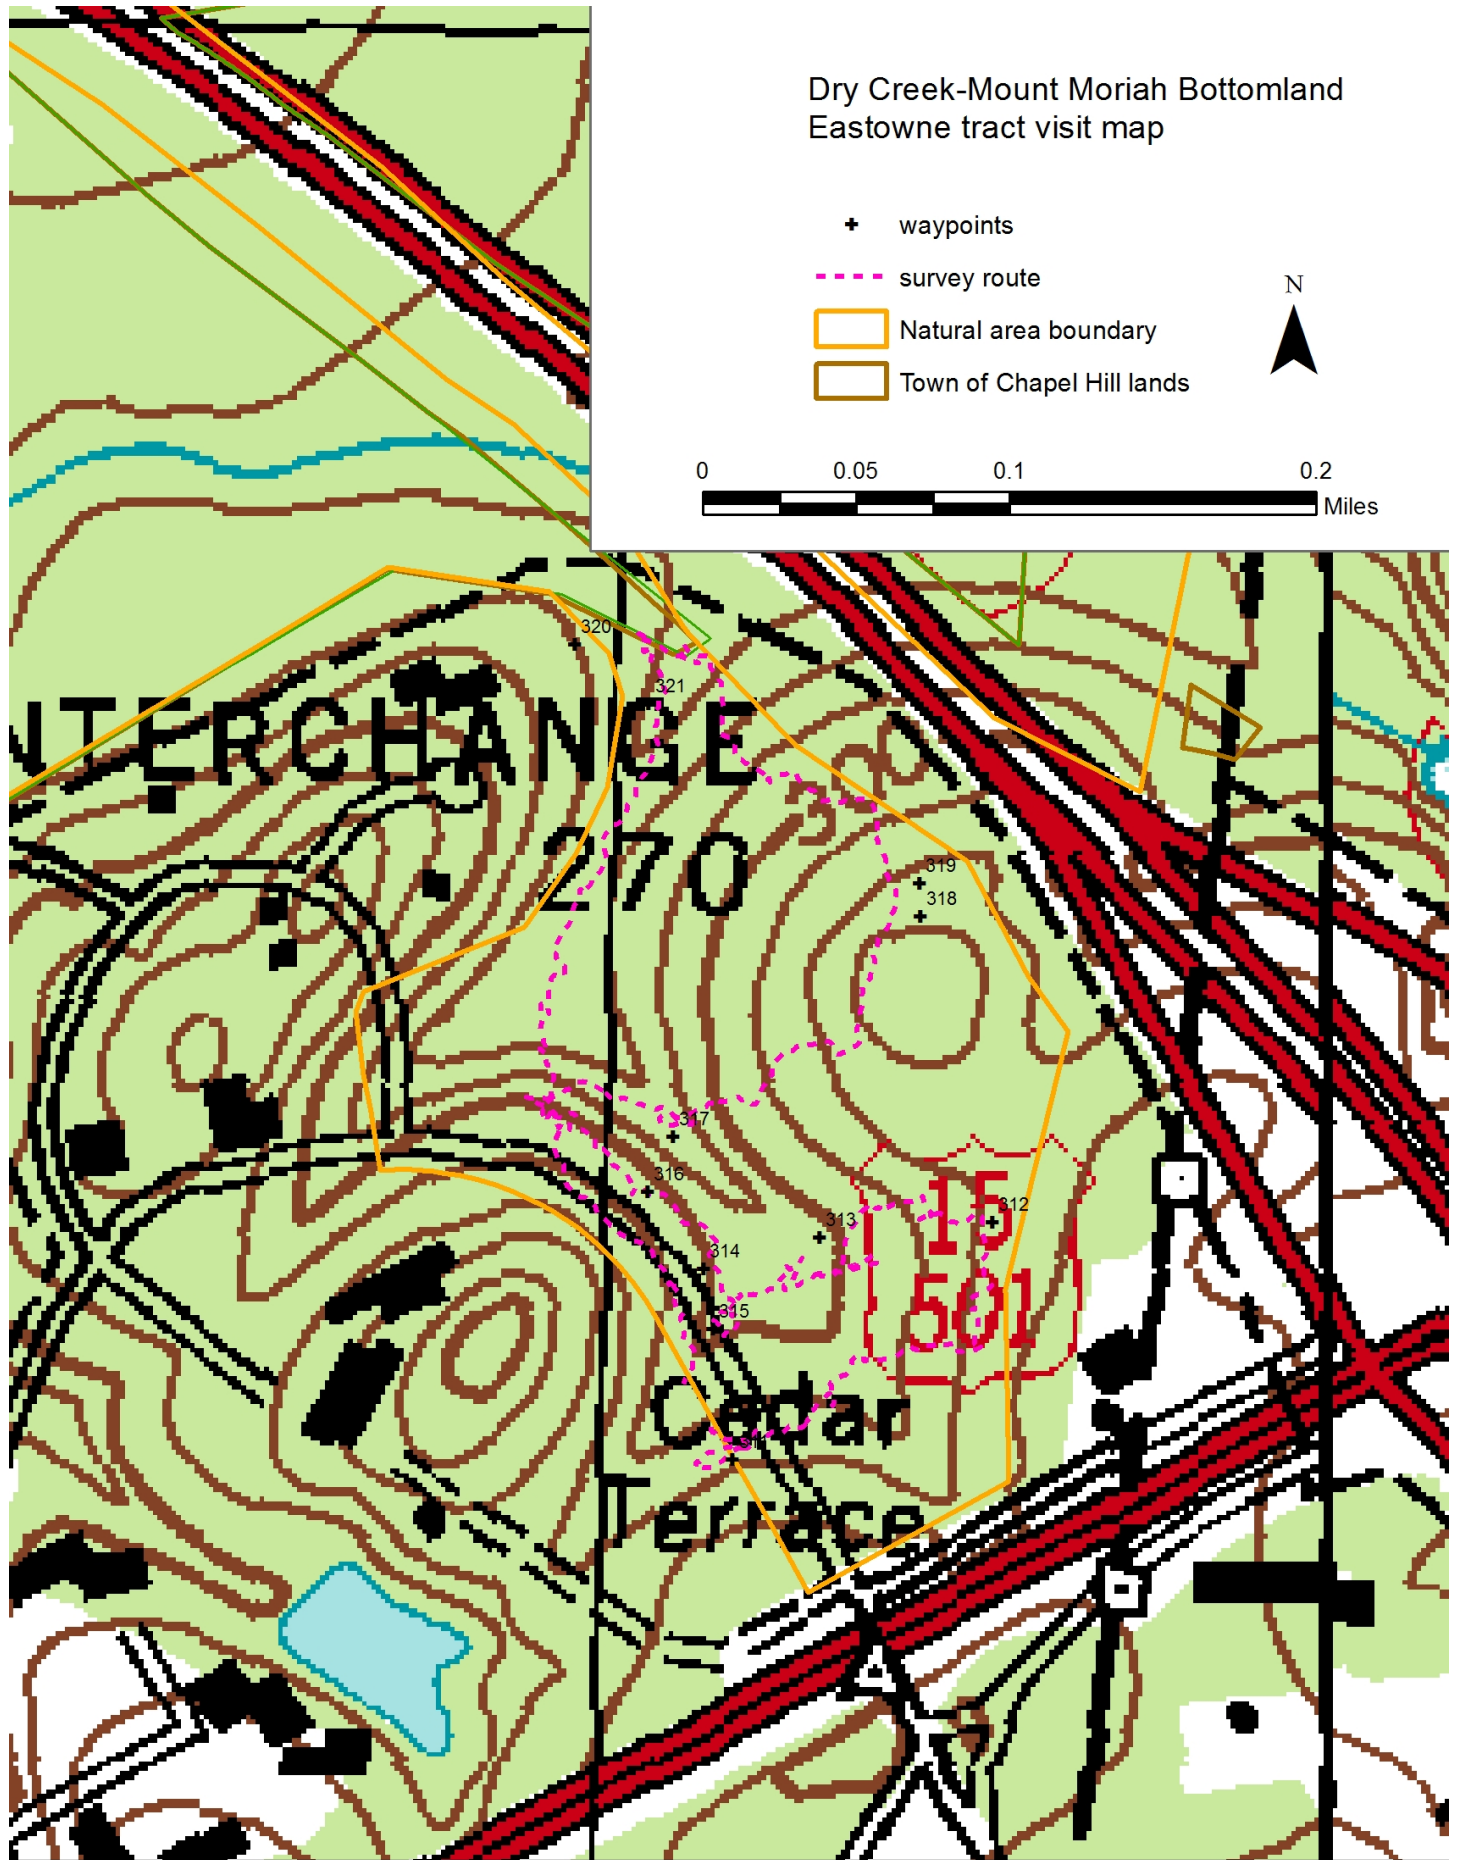 Dry Creek-Mount Moriah Bottomland
Eastowne tract visit map
waypoints
survey route
N
Natural area boundary
Town of Chapel Hill lands
0 0.05 0.1 0.2
Miles
320
321
NTERCHANGE
270
319
318
317
316
15
312
313
314
501
315
Cedar
311
Terrace